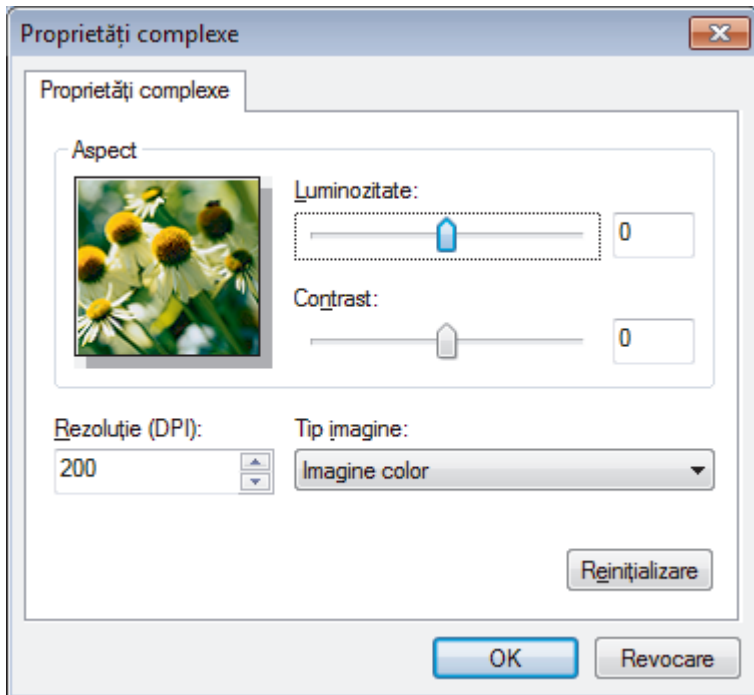 Proprietăți complexe
Proprietăți complexe
Aspect
Luminozitate:
0
Contrast:
0
Rezoluție (DPI):
200
Tip imagine:
Imagine color
Reinițializare
OK
Revocare